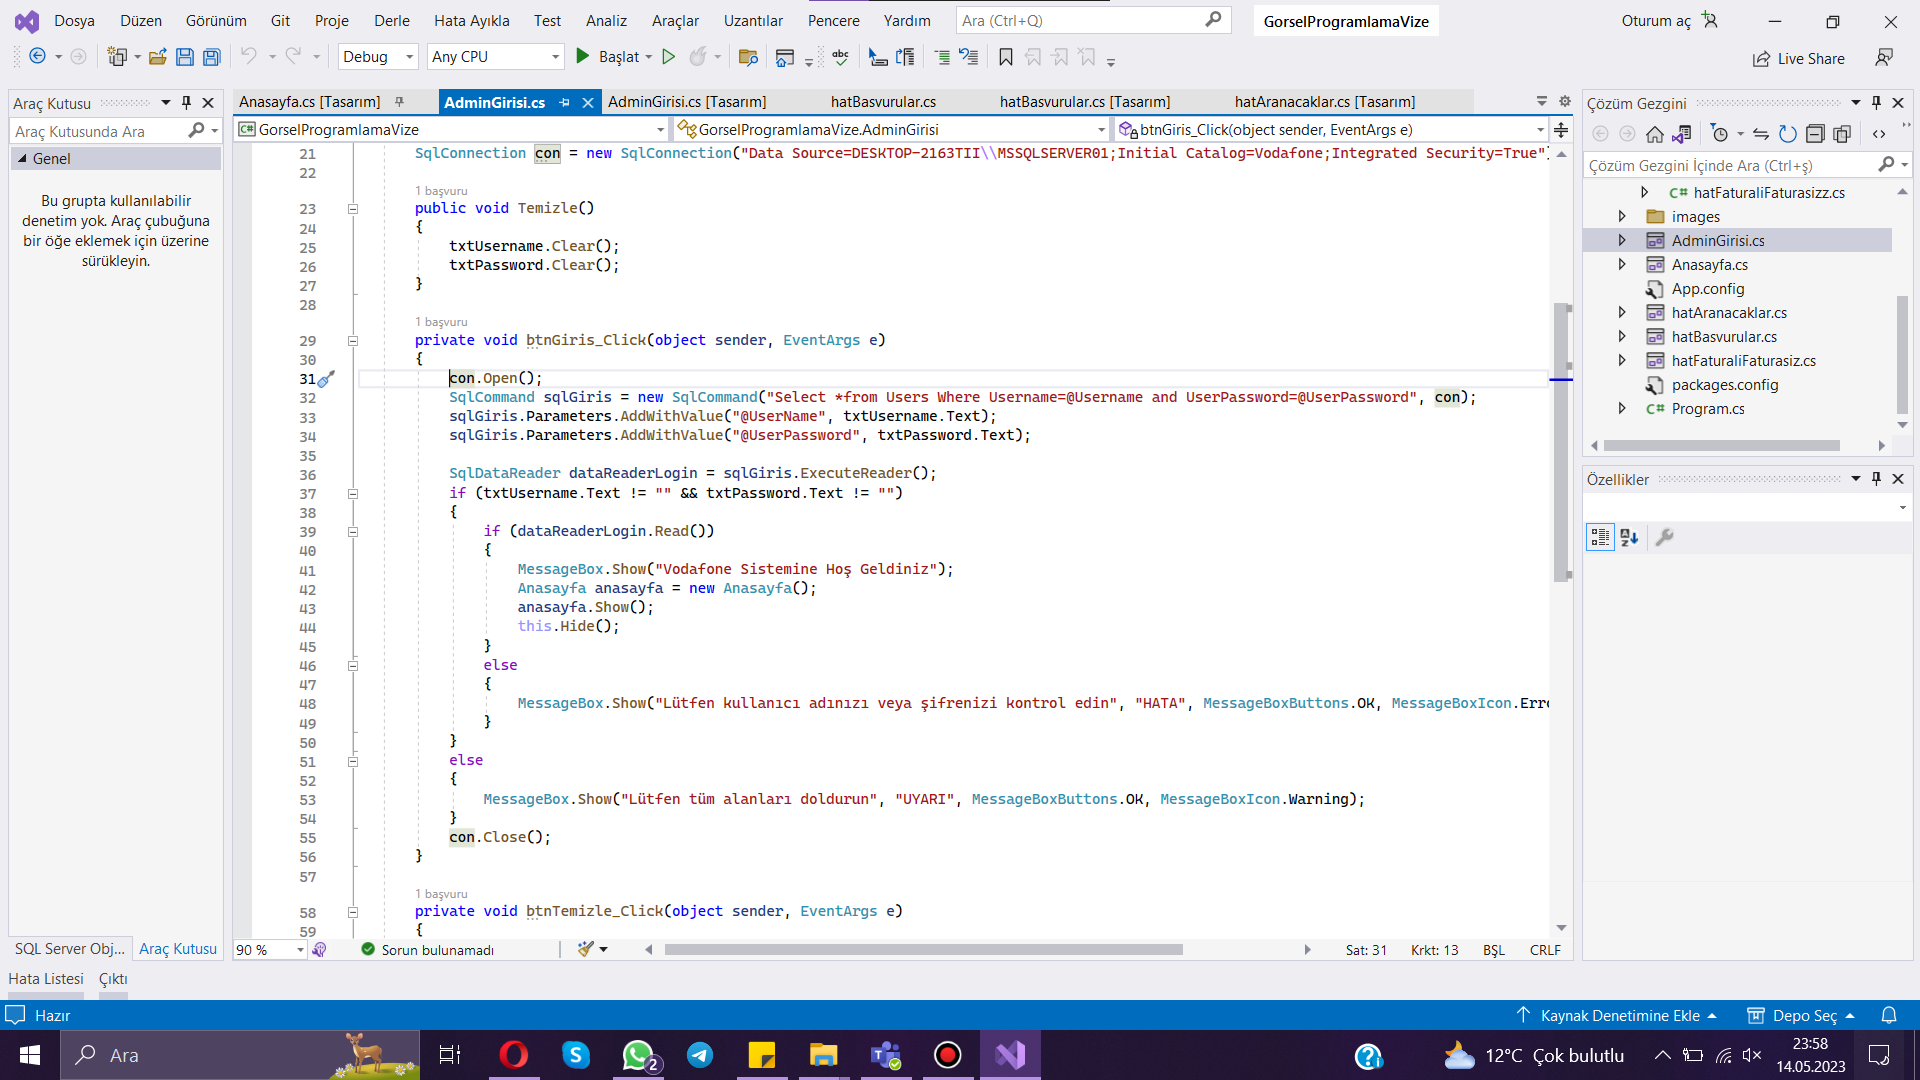 Dosya Düzen Görünüm Git Proje Derle Hata Ayıkla Test Analiz Araçlar Uzantılar Pencere Yardım Ara (Ctrl+Q) GorselProgramlamaVize Oturum aç
Debug Any CPU Başlat abc Live Share
Araç Kutusu
Araç Kutusunda Ara
Genel
Bu grupta kullanılabilir
denetim yok. Araç çubuğuna
bir öğe eklemek için üzerine
sürükleyin.
SQL Server Obj... Araç Kutusu
Anasayfa.cs [Tasarım] AdminGirisi.cs AdminGirisi.cs [Tasarım] hatBasvurular.cs hatBasvurular.cs [Tasarım] hatAranacaklar.cs [Tasarım]
GorselProgramlamaVize GorselProgramlamaVize.AdminGirisi btnGiris_Click(object sender, EventArgs e)
21 SqlConnection con = new SqlConnection("Data Source=DESKTOP-2163TII\\MSSQLSERVER01;Initial Catalog=Vodafone;Integrated Security=True")
22
1 başvuru
23 public void Temizle()
24 {
25 txtUsername.Clear();
26 txtPassword.Clear();
27 }
28
1 başvuru
29 private void btnGiris_Click(object sender, EventArgs e)
30 {
31 con.Open();
32 SqlCommand sqlGiris = new SqlCommand("Select *from Users Where Username=@Username and UserPassword=@UserPassword", con);
33 sqlGiris.Parameters.AddWithValue("@UserName", txtUsername.Text);
34 sqlGiris.Parameters.AddWithValue("@UserPassword", txtPassword.Text);
35
36 SqlDataReader dataReaderLogin = sqlGiris.ExecuteReader();
37 if (txtUsername.Text != "" && txtPassword.Text != "")
38 {
39 if (dataReaderLogin.Read())
40 {
41 MessageBox.Show("Vodafone Sistemine Hoş Geldiniz");
42 Anasayfa anasayfa = new Anasayfa();
43 anasayfa.Show();
44 this.Hide();
45 }
46 else
47 {
48 MessageBox.Show("Lütfen kullanıcı adınızı veya şifrenizi kontrol edin", "HATA", MessageBoxButtons.OK, MessageBoxIcon.Erro
49 }
50 }
51 else
52 {
53 MessageBox.Show("Lütfen tüm alanları doldurun", "UYARI", MessageBoxButtons.OK, MessageBoxIcon.Warning);
54 }
55 con.Close();
56 }
57
1 başvuru
58 private void btnTemizle_Click(object sender, EventArgs e)
59 {
90 % Sorun bulunamadı Sat: 31 Krkt: 13 BŞL CRLF
Çözüm Gezgini
Çözüm Gezgini İçinde Ara (Ctrl+ş)
C# hatFaturaliFaturasizz.cs
images
AdminGirisi.cs
Anasayfa.cs
App.config
hatAranacaklar.cs
hatBasvurular.cs
hatFaturaliFaturasiz.cs
packages.config
C# Program.cs
Özellikler
Hata Listesi Çıktı
Hazır Kaynak Denetimine Ekle Depo Seç
Ara 2 12°C Çok bulutlu 23:58
14.05.2023